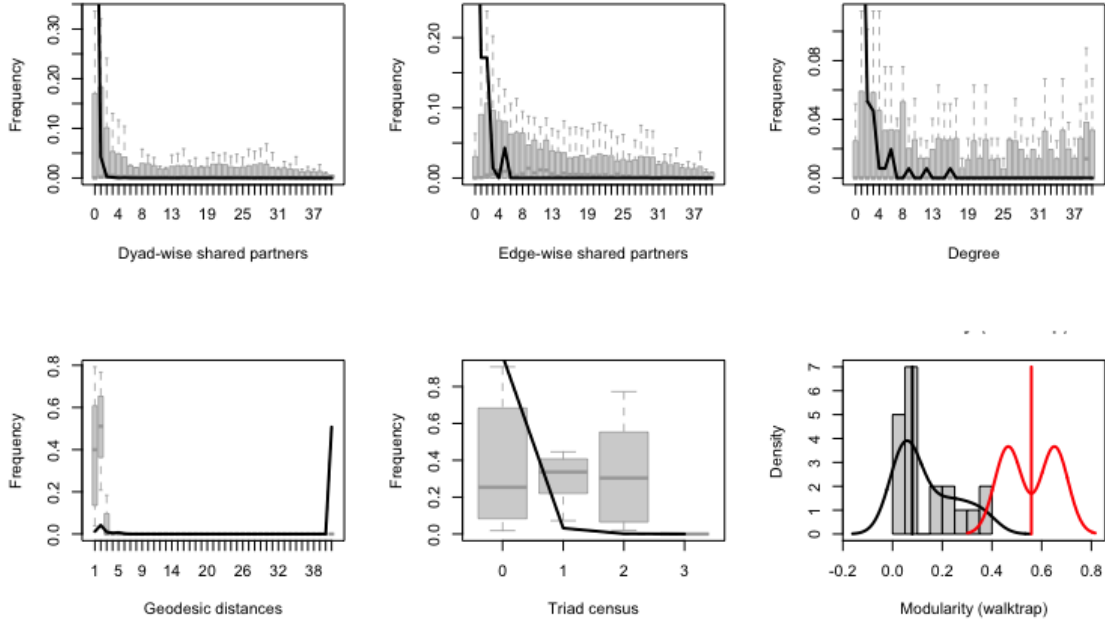 Frequency
0.00 0.10 0.20 0.30
0 4 8 13 19 25 31 37
Dyad-wise shared partners
Frequency
0.00 0.10 0.20
0 4 8 13 19 25 31 37
Edge-wise shared partners
Frequency
0.00 0.04 0.08
0 4 8 13 19 25 31 37
Degree
Frequency
0.0 0.2 0.4 0.6 0.8
1 5 9 14 20 26 32 38
Geodesic distances
Frequency
0.0 0.2 0.4 0.6 0.8
0 1 2 3
Triad census
Density
0 1 2 3 4 5 6 7
-0.2 0.0 0.2 0.4 0.6 0.8
Modularity (walktrap)